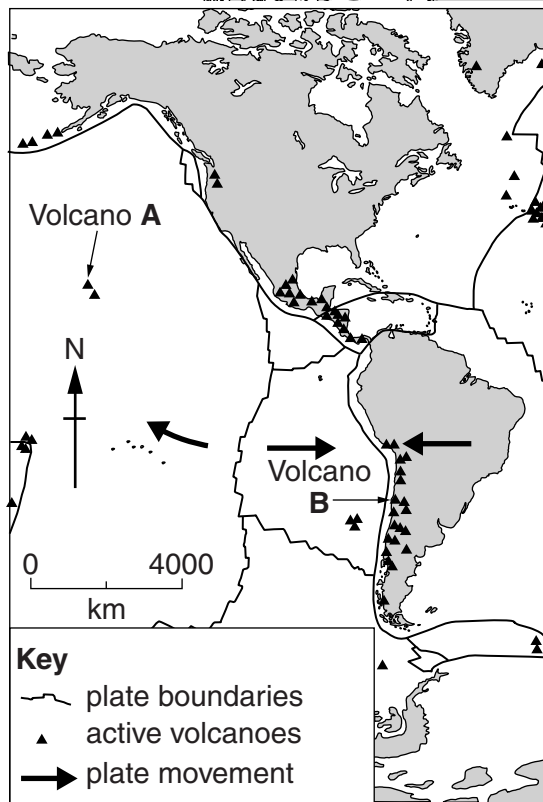 Volcano A
N
Volcano
B
0 4000
km
Key
plate boundaries
active volcanoes
plate movement